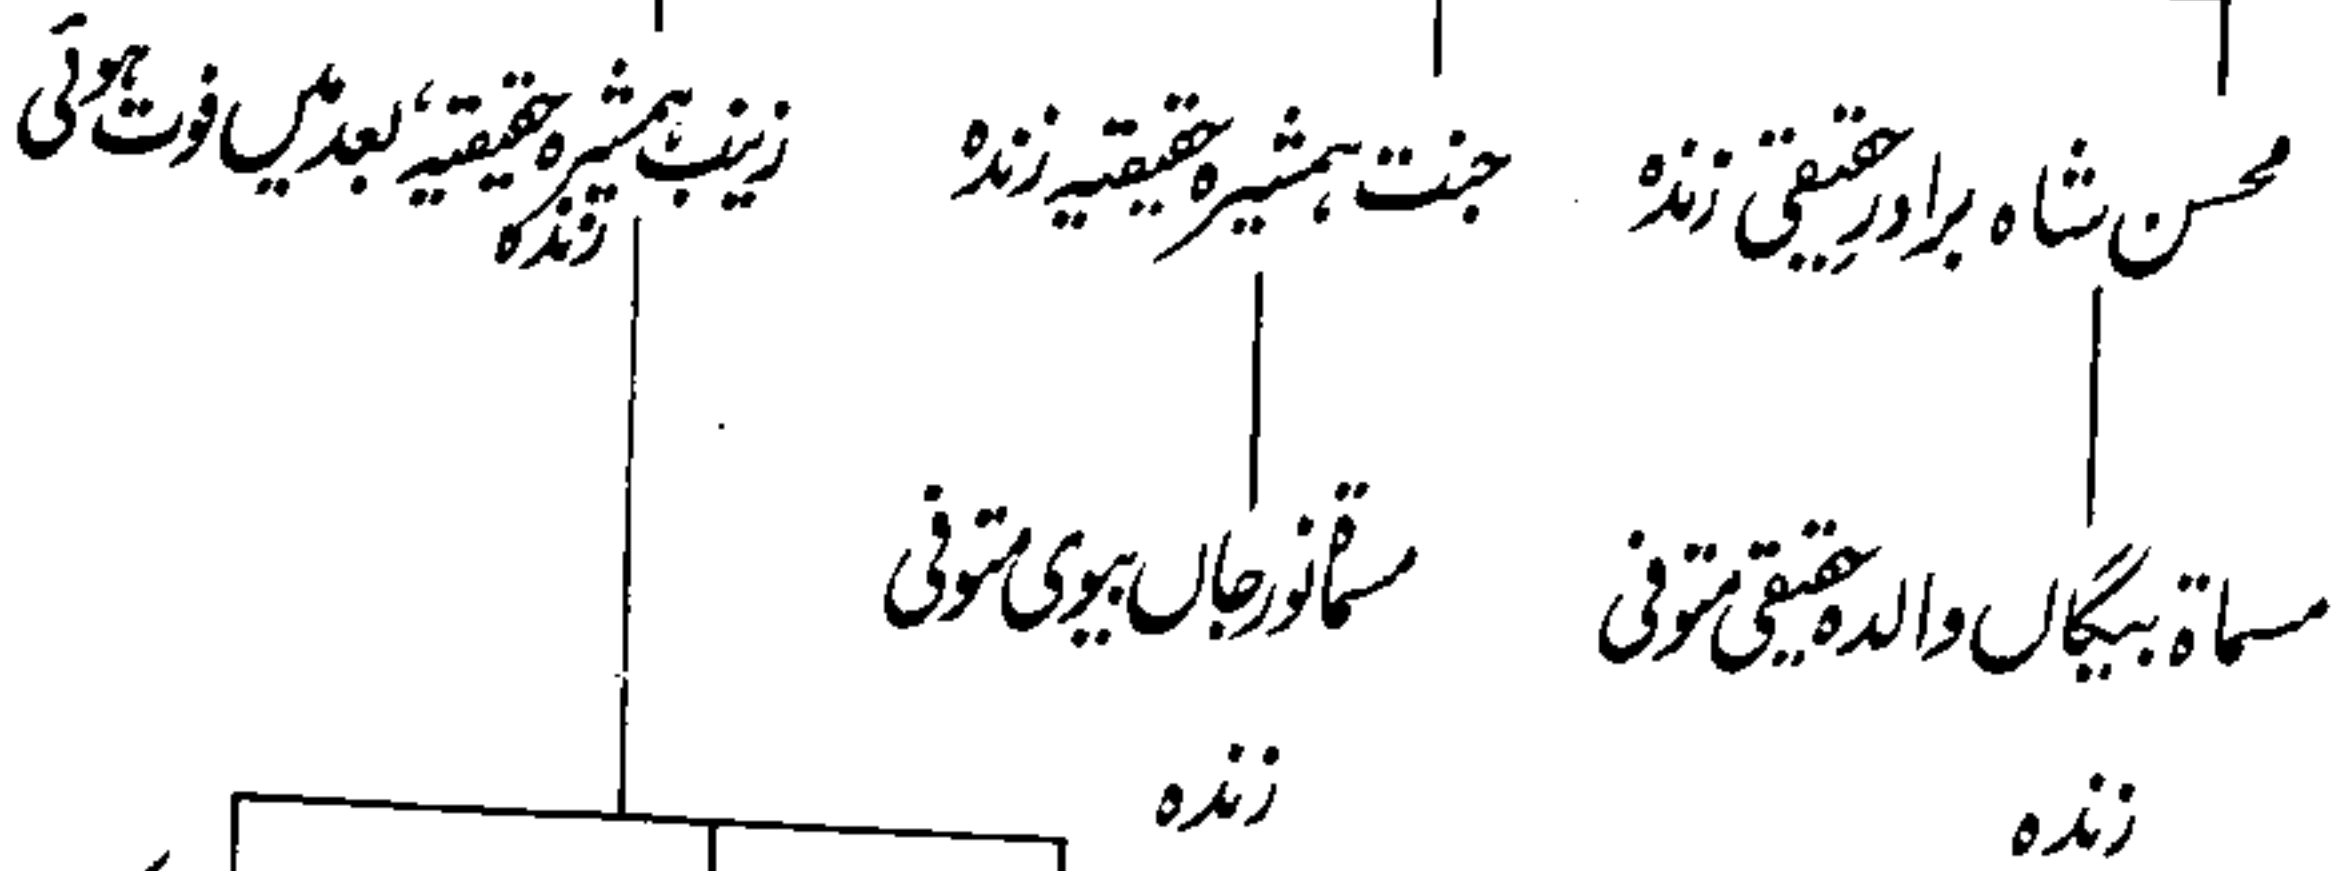 محسن شاہ برادرِ حقیقی زندہ
جنت ہمشیرہ حقیقیہ زندہ
زینب ہمشیرہ حقیقیہ، بعد میں فوت ہوئی
زندہ
مسماۃ بیگاں والدہ حقیقی متوفی
زندہ
مسماۃ نورجاں بیوی متوفی
زندہ